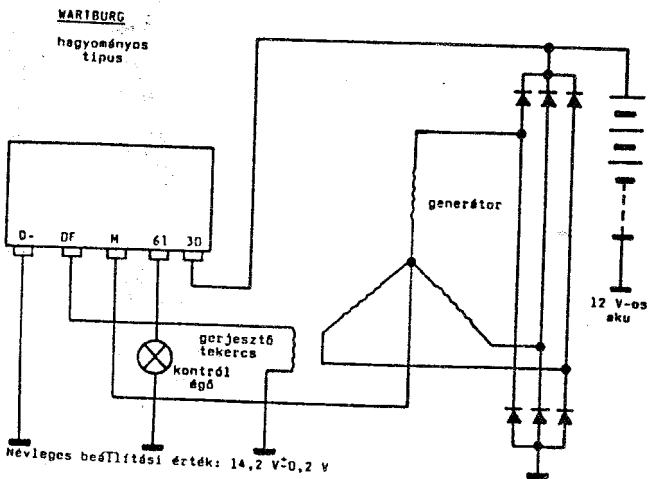 WARTBURG
hagyományos
típus
D-
DF
M
61
30
generátor
12 V-os
aku
gerjesztő
tekercs
kontról
égő
Névleges beállítási érték: 14,2 V±0,2 V